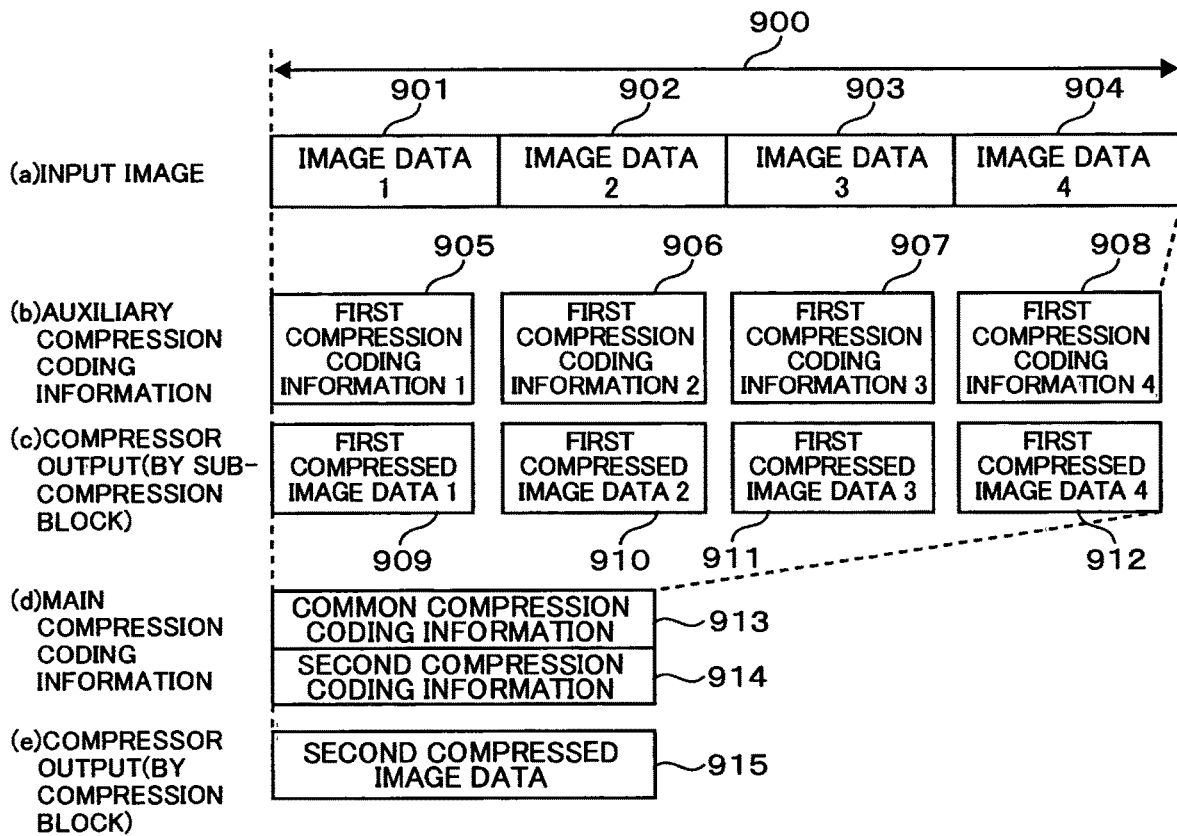 900
901 902 903 904
(a)INPUT IMAGE
IMAGE DATA
1
IMAGE DATA
2
IMAGE DATA
3
IMAGE DATA
4
905 906 907 908
(b)AUXILIARY
COMPRESSION
CODING
INFORMATION
FIRST
COMPRESSION
CODING
INFORMATION 1
FIRST
COMPRESSION
CODING
INFORMATION 2
FIRST
COMPRESSION
CODING
INFORMATION 3
FIRST
COMPRESSION
CODING
INFORMATION 4
(c)COMPRESSOR
OUTPUT(BY SUB-
COMPRESSION
BLOCK)
FIRST
COMPRESSED
IMAGE DATA 1
FIRST
COMPRESSED
IMAGE DATA 2
FIRST
COMPRESSED
IMAGE DATA 3
FIRST
COMPRESSED
IMAGE DATA 4
909 910 911 912
(d)MAIN
COMPRESSION
CODING
INFORMATION
COMMON COMPRESSION
CODING INFORMATION
913
SECOND COMPRESSION
CODING INFORMATION
914
(e)COMPRESSOR
OUTPUT(BY
COMPRESSION
BLOCK)
SECOND COMPRESSED
IMAGE DATA
915